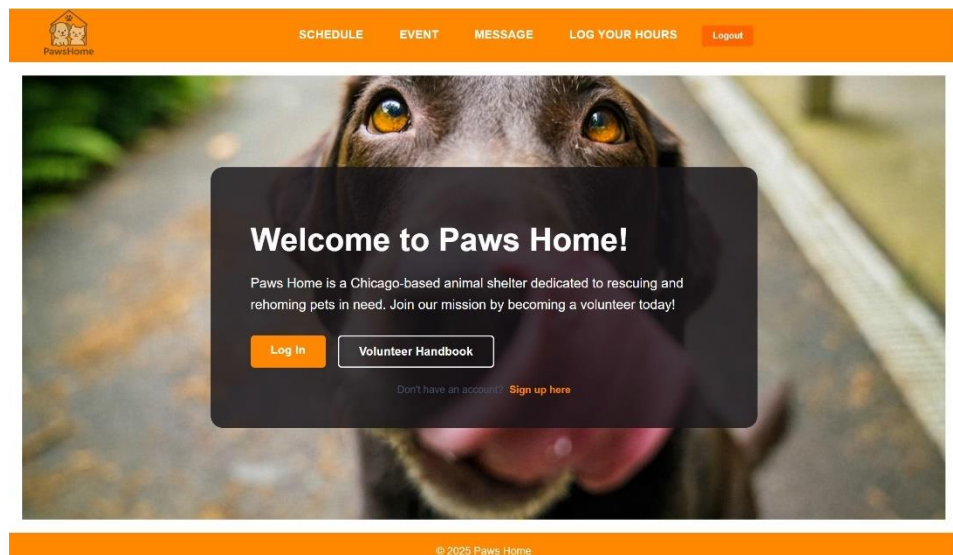 PawsHome
SCHEDULE EVENT MESSAGE LOG YOUR HOURS Logout
Welcome to Paws Home!
Paws Home is a Chicago-based animal shelter dedicated to rescuing and
rehoming pets in need. Join our mission by becoming a volunteer today!
Log In Volunteer Handbook
Don't have an account? Sign up here
© 2025 Paws Home